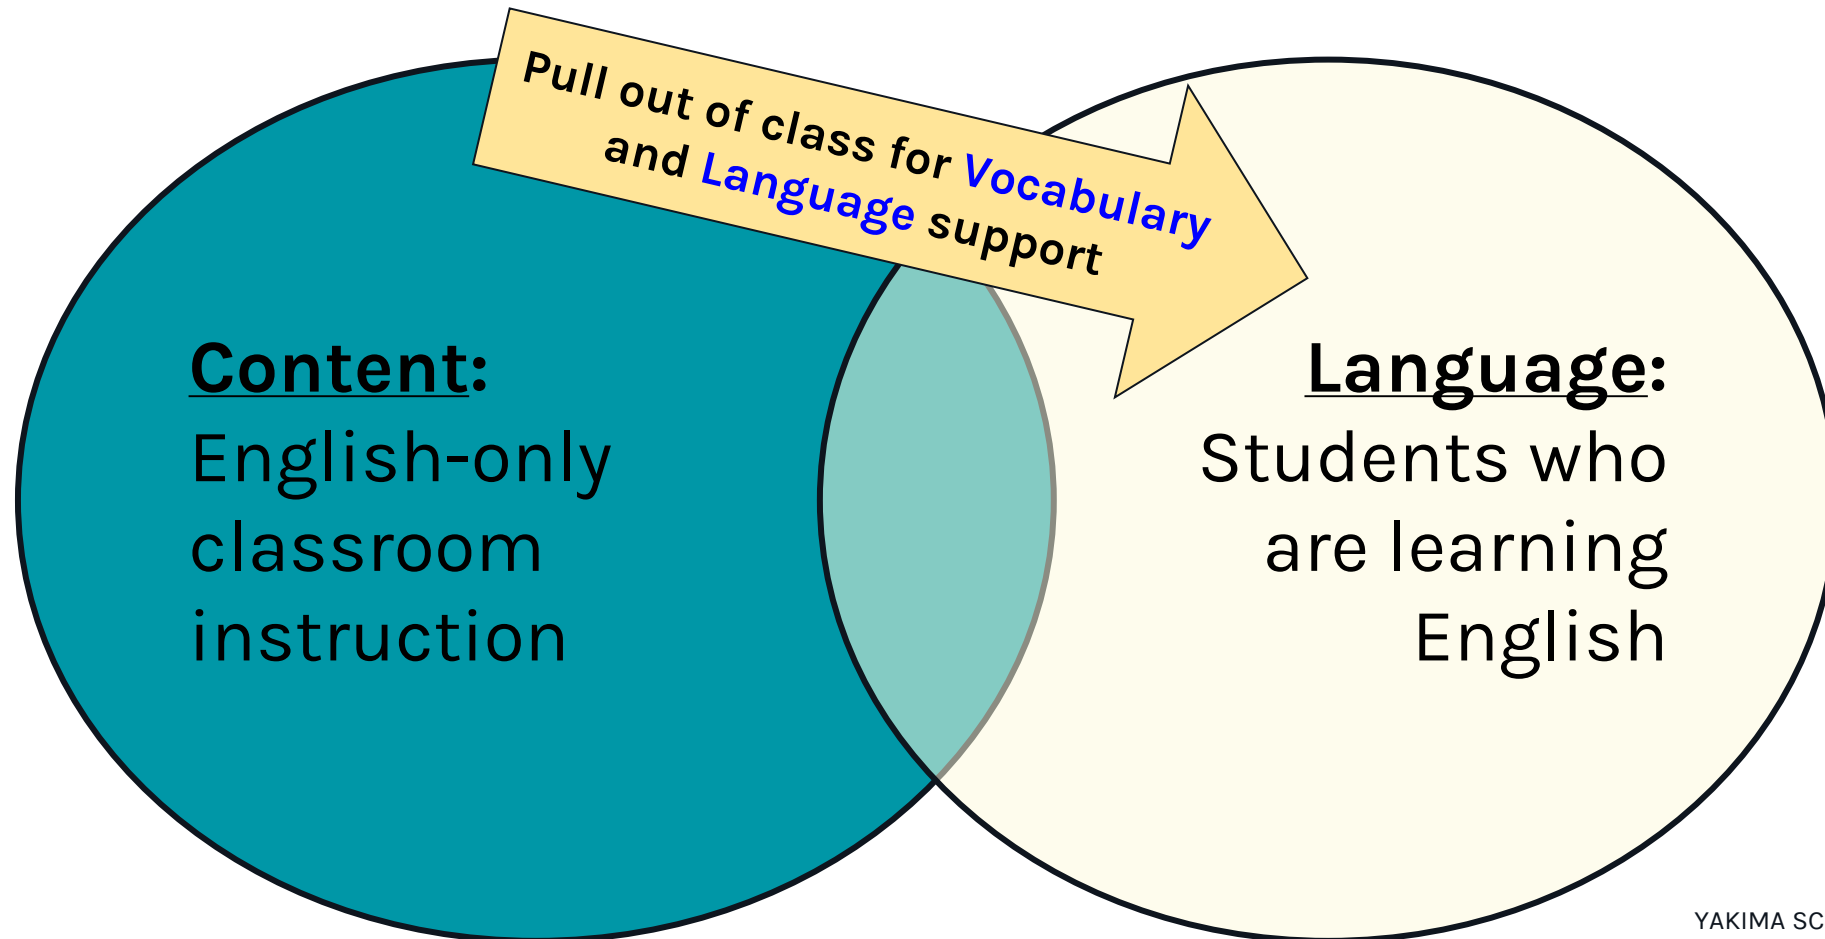 Pull out of class for Vocabulary
and Language support
Content:
English-only
classroom
instruction
Language:
Students who
are learning
English
YAKIMA SC